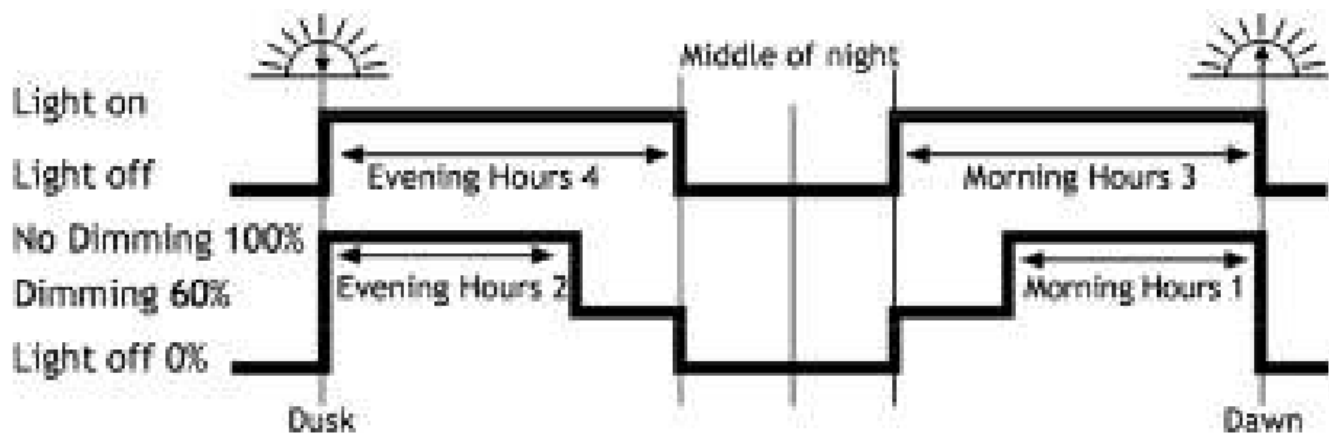 Middle of night
Light on
Light off
Evening Hours 4
Morning Hours 3
No Dimming 100%
Dimming 60%
Evening Hours 2
Morning Hours 1
Light off 0%
Dusk
Dawn